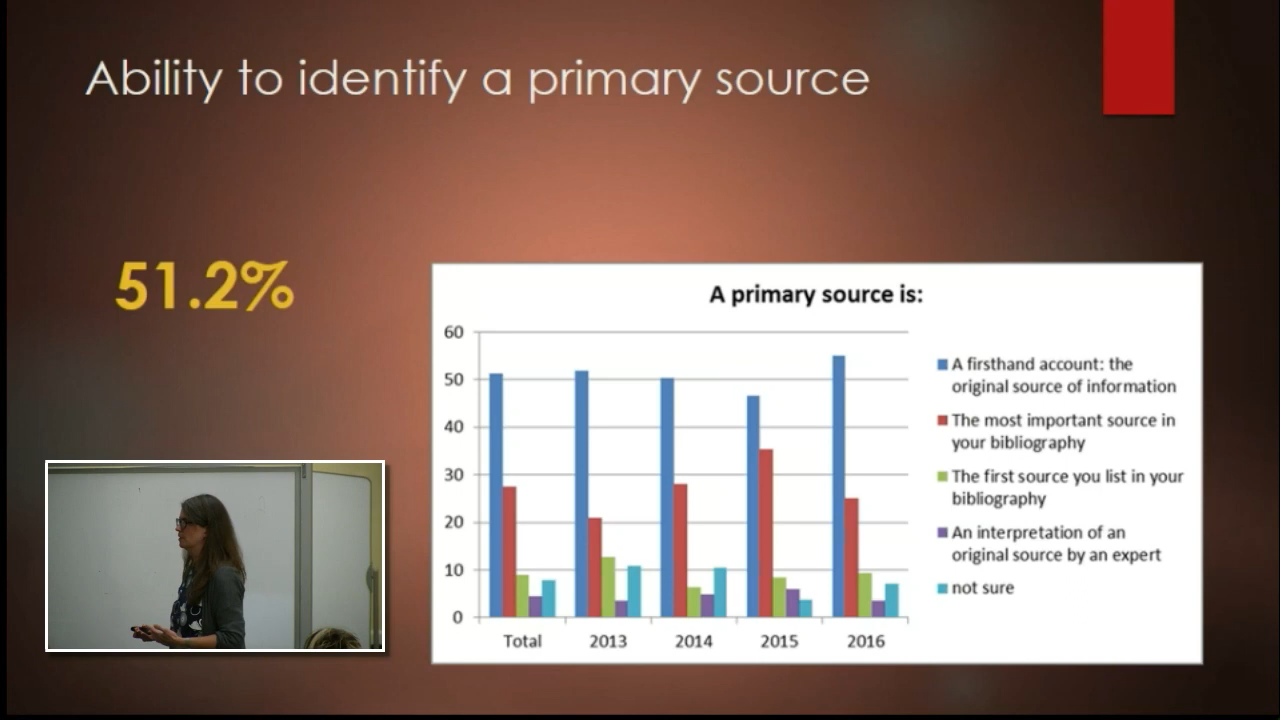 Ability to identify a primary source
51.2%
A primary source is:
60
50
40
30
20
10
0
Total 2013 2014 2015 2016
A firsthand account: the
original source of information
The most important source in
your bibliography
The first source you list in your
bibliography
An interpretation of an
original source by an expert
not sure